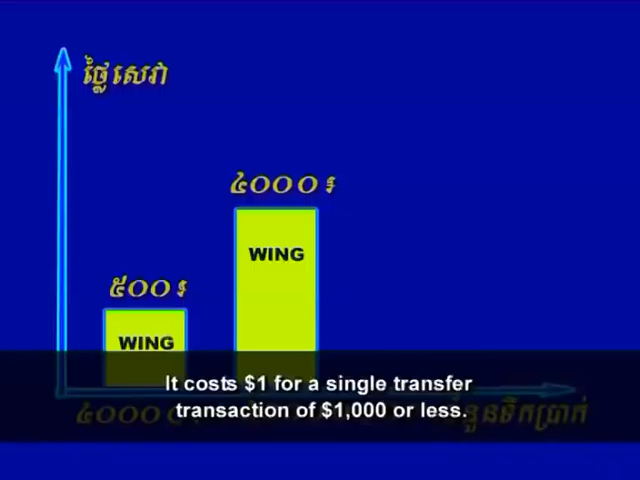 ថ្លៃសេវា
៤០០០៛
WING
៥០០៛
WING
It costs $1 for a single transfer
transaction of $1,000 or less.